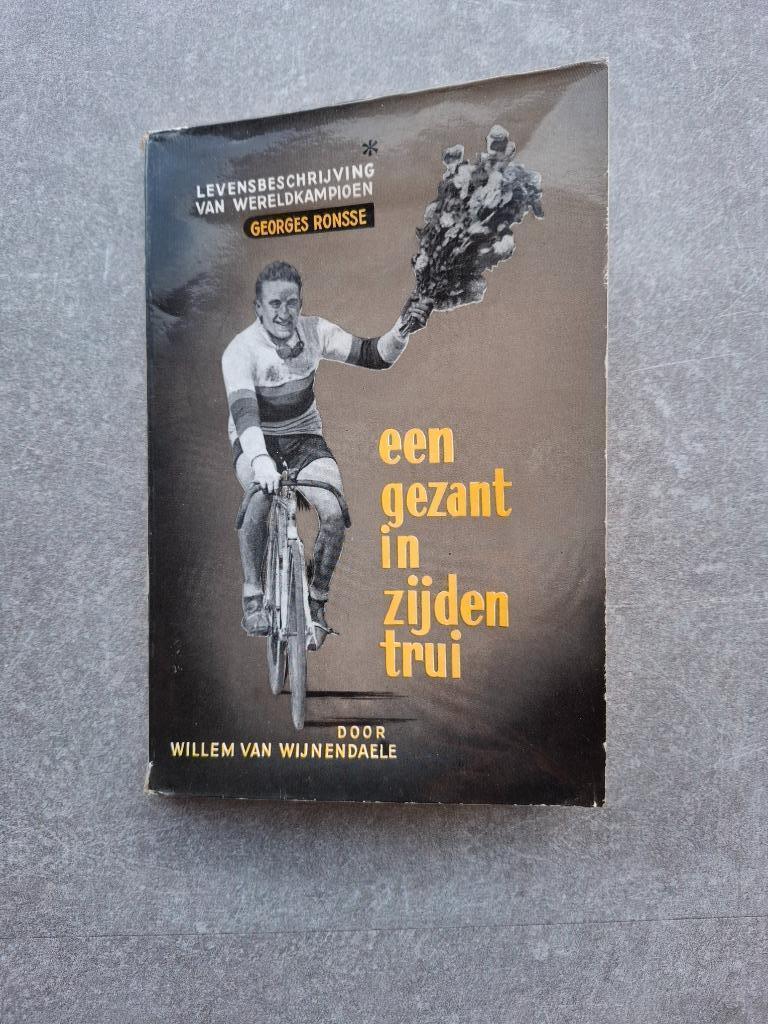 *
LEVENSBESCHRIJVING
VAN WERELDKAMPIOEN
GEORGES RONSSE
een
gezant
in
zijden
trui
DOOR
WILLEM VAN WIJNENDAELE